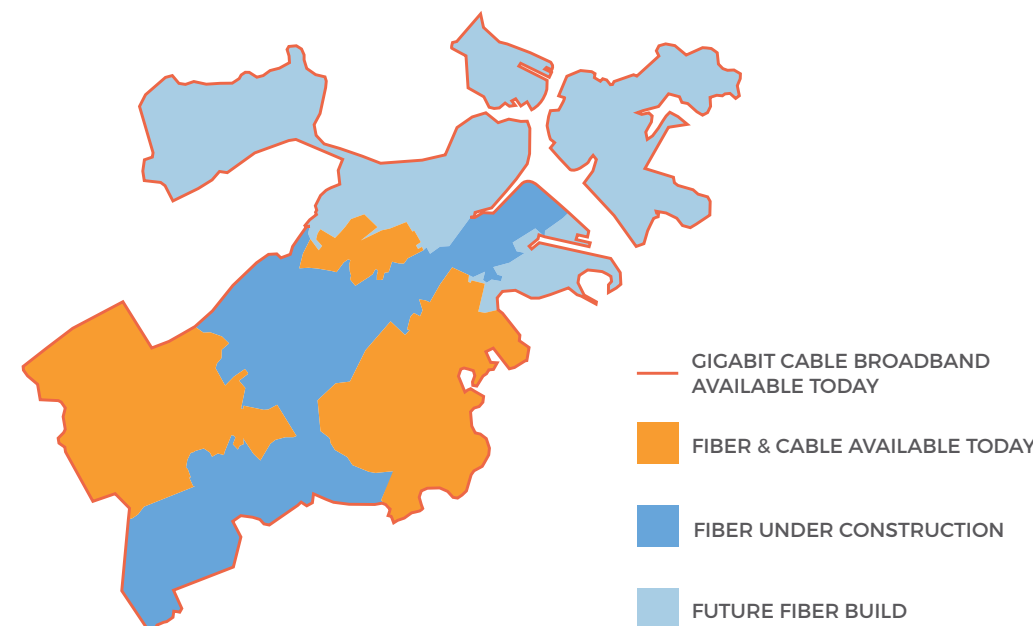 GIGABIT CABLE BROADBAND
AVAILABLE TODAY
FIBER & CABLE AVAILABLE TODAY
FIBER UNDER CONSTRUCTION
FUTURE FIBER BUILD